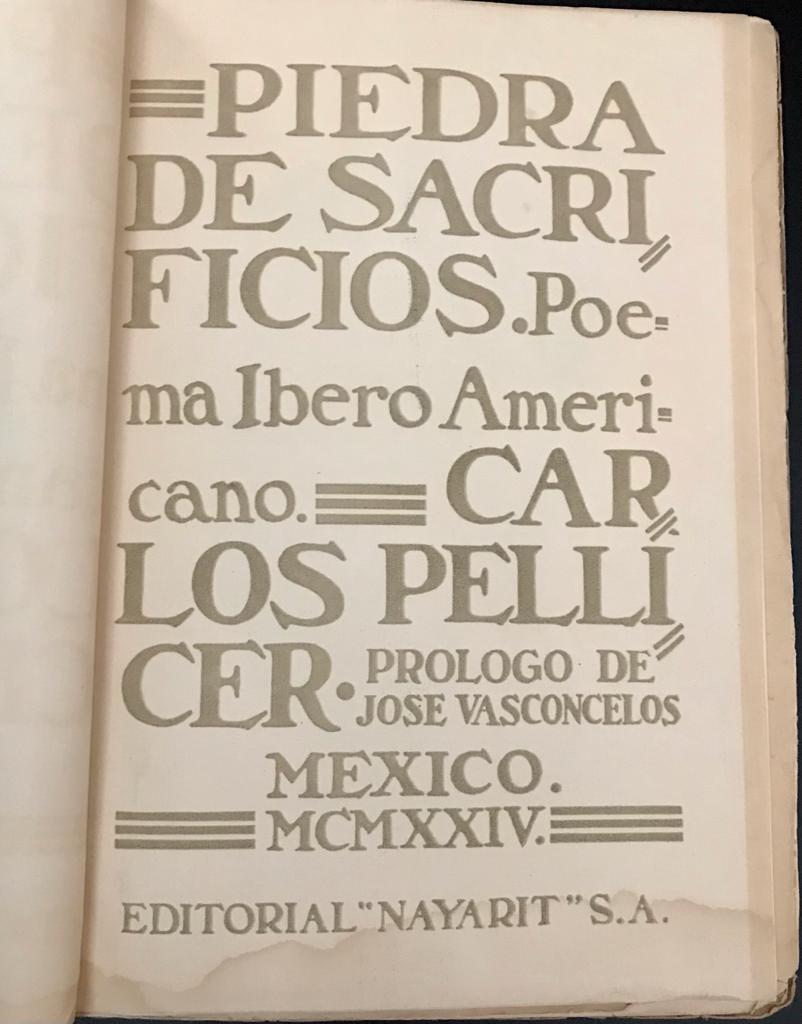 PIEDRA
DE SACRI=
FICIOS. Poe=
ma Ibero Ameri=
cano. CAR=
LOS PELLI=
CER. PROLOGO DE
JOSE VASCONCELOS
MEXICO.
MCMXXIV.
EDITORIAL "NAYARIT" S.A.